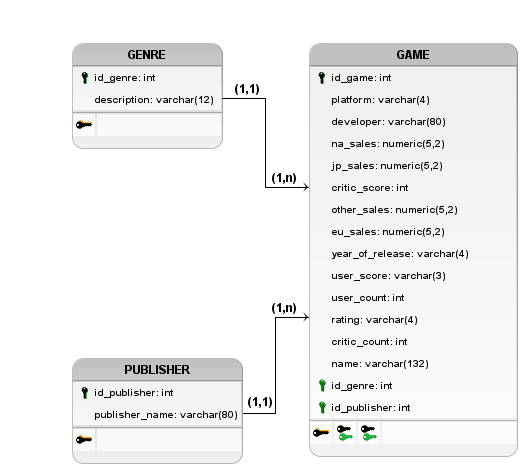 GENRE
id_genre: int
description: varchar(12)
(1,1)
(1,n)
GAME
id_game: int
platform: varchar(4)
developer: varchar(80)
na_sales: numeric(5,2)
jp_sales: numeric(5,2)
critic_score: int
other_sales: numeric(5,2)
eu_sales: numeric(5,2)
year_of_release: varchar(4)
user_score: varchar(3)
user_count: int
rating: varchar(4)
critic_count: int
name: varchar(132)
id_genre: int
id_publisher: int
(1,n)
(1,1)
PUBLISHER
id_publisher: int
publisher_name: varchar(80)